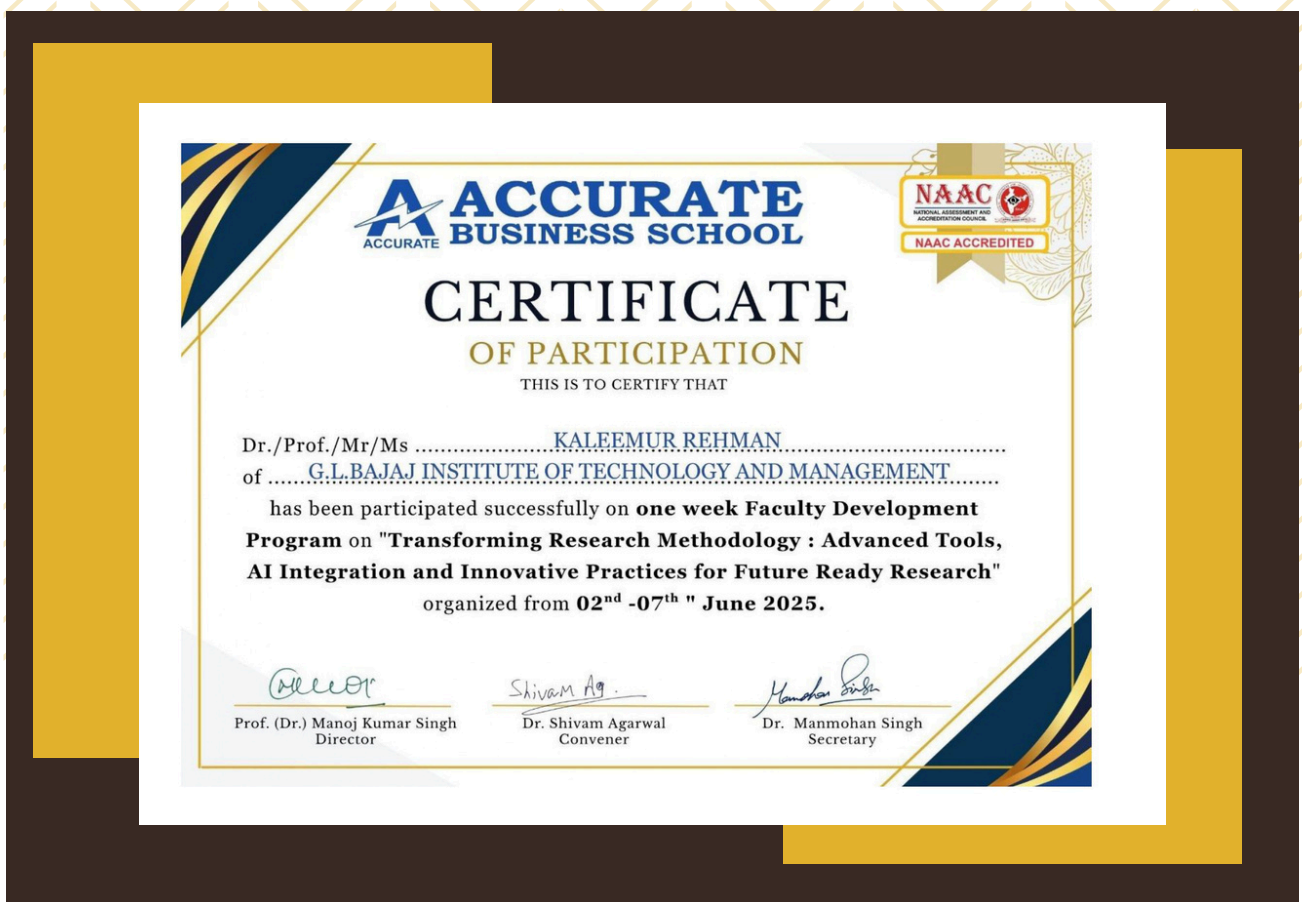 ACCURATE
ACCURATE
BUSINESS SCHOOL
NAAC
NATIONAL ASSESSMENT AND
ACCREDITATION COUNCIL
NAAC ACCREDITED
CERTIFICATE
OF PARTICIPATION
THIS IS TO CERTIFY THAT
Dr./Prof./Mr/Ms KALEEMUR REHMAN
of G.L.BAJAJ INSTITUTE OF TECHNOLOGY AND MANAGEMENT
has been participated successfully on one week Faculty Development
Program on "Transforming Research Methodology : Advanced Tools,
AI Integration and Innovative Practices for Future Ready Research"
organized from 02nd -07th " June 2025.
Shivam Ag.
Manmohan Singh
Prof. (Dr.) Manoj Kumar Singh
Director
Dr. Shivam Agarwal
Convener
Dr. Manmohan Singh
Secretary